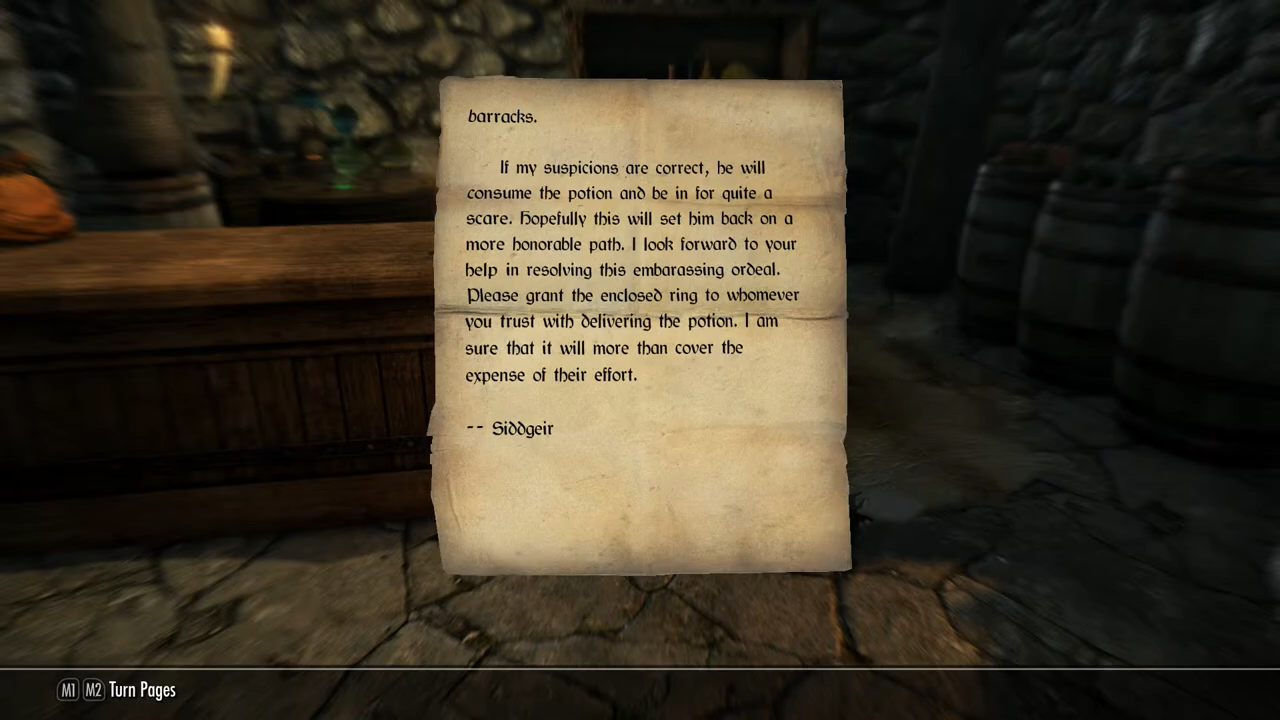 barracks.
If my suspicions are correct, he will
consume the potion and be in for quite a
scare. Hopefully this will set him back on a
more honorable path. I look forward to your
help in resolving this embarassing ordeal.
Please grant the enclosed ring to whomever
you trust with delivering the potion. I am
sure that it will more than cover the
expense of their effort.
-- Siddgeir
M1 M2 Turn Pages